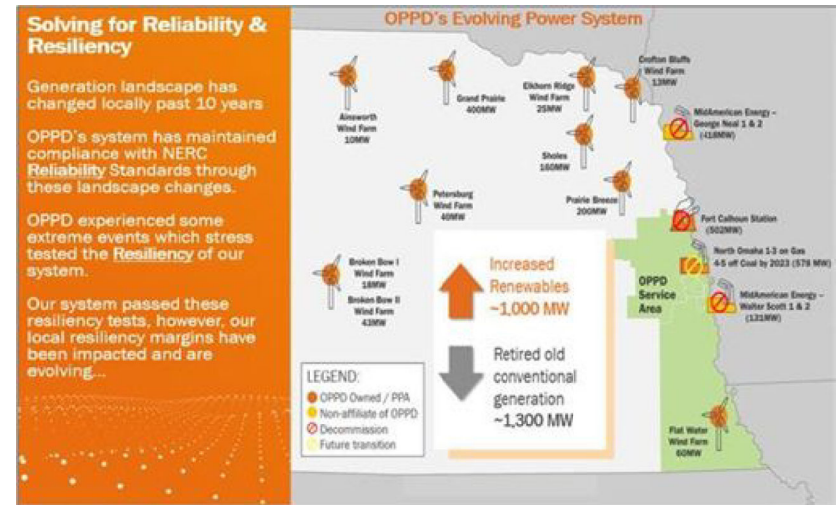 Solving for Reliability &
Resiliency
Generation landscape has
changed locally past 10 years
OPPD's system has maintained
compliance with NERC
Reliability Standards through
these landscape changes.
OPPD experienced some
extreme events which stress
tested the Resiliency of our
system.
Our system passed these
resiliency tests, however, our
local resiliency margins have
been impacted and are
evolving...
OPPD's Evolving Power System
Ainsworth
Wind Farm
10MW
Grand Prairie
400MW
Elkhorn Ridge
Wind Farm
25MW
Crofton Bluffs
Wind Farm
13MW
MidAmerican Energy –
George Neal 1 & 2
(418MW)
Sholes
160MW
Petersburg
Wind Farm
40MW
Prairie Breeze
200MW
Fort Calhoun Station
(502MW)
North Omaha 1-3 on Gas
4-5 off Coal by 2023 (578 MW)
Broken Bow I
Wind Farm
18MW
Broken Bow II
Wind Farm
43MW
Increased
Renewables
~1,000 MW
OPPD
Service
Area
MidAmerican Energy –
Walter Scott 1 & 2
(131MW)
Retired old
conventional
generation
~1,300 MW
LEGEND:
OPPD Owned / PPA
Non-affiliate of OPPD
Decommission
Future transition
Flat Water
Wind Farm
60MW